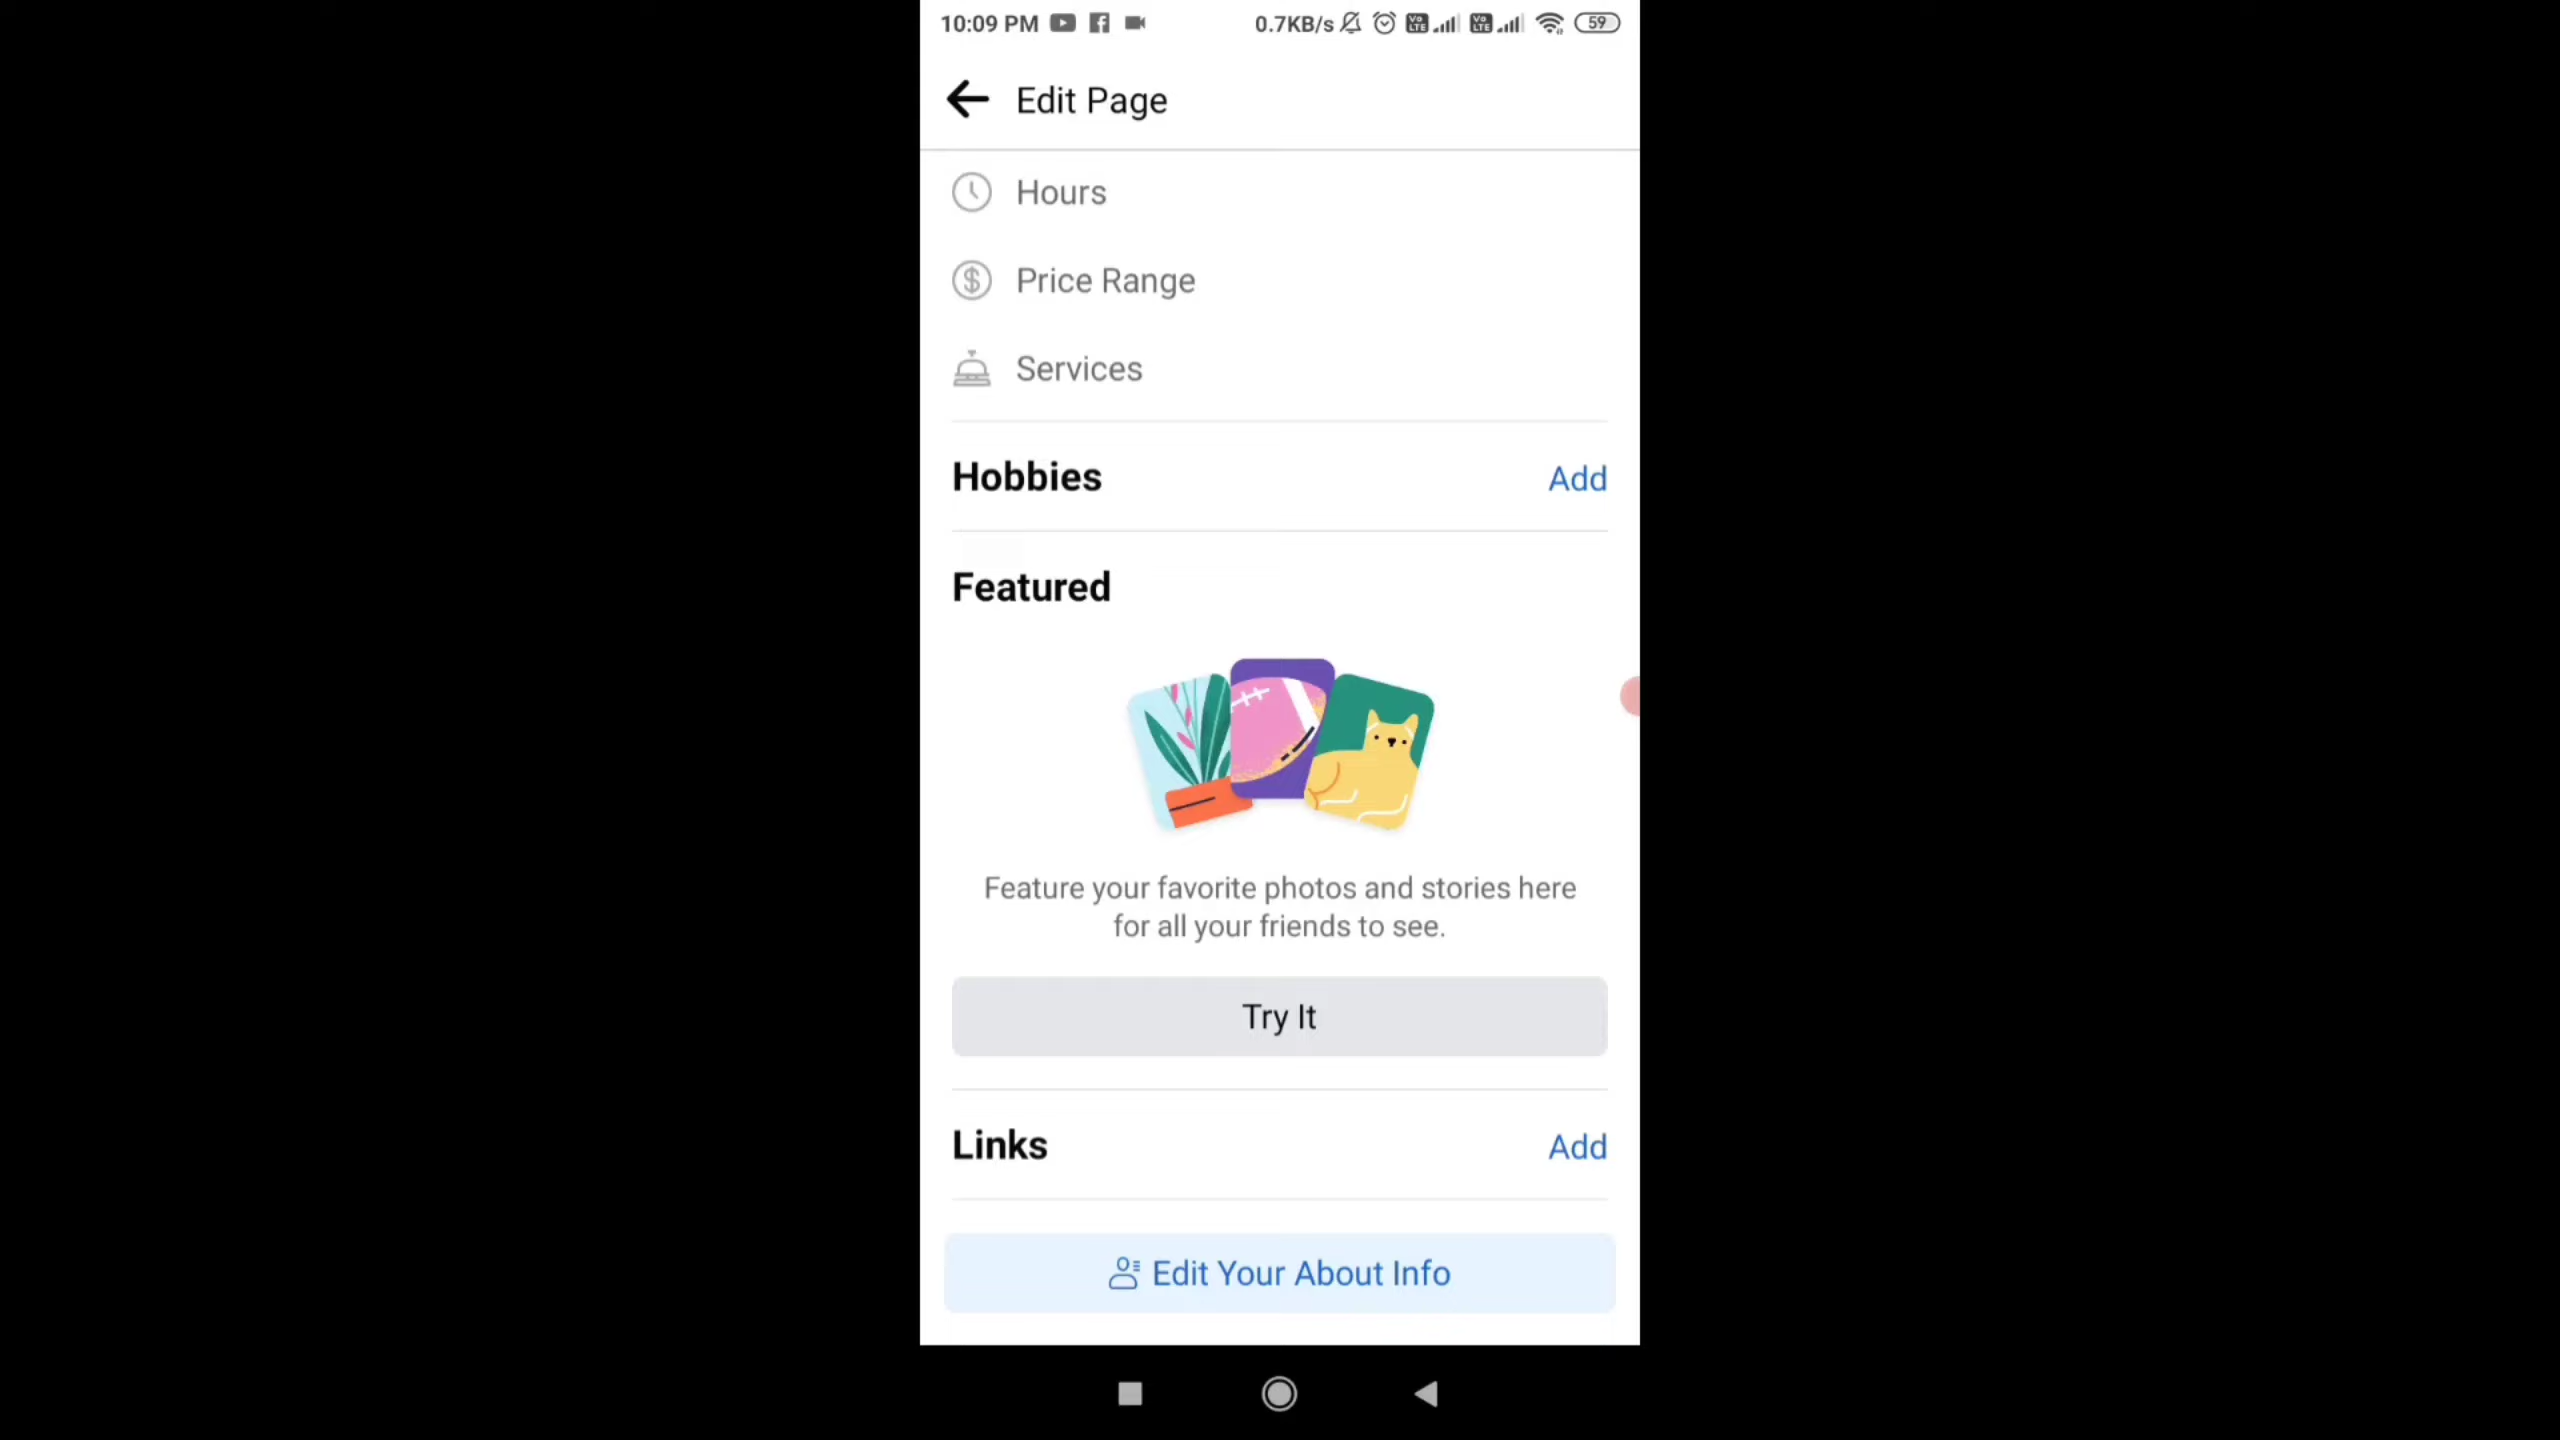 10:09 PM 0.7KB/s 59
Edit Page
Hours
Price Range
Services
Hobbies Add
Featured
Feature your favorite photos and stories here
for all your friends to see.
Try It
Links Add
Edit Your About Info